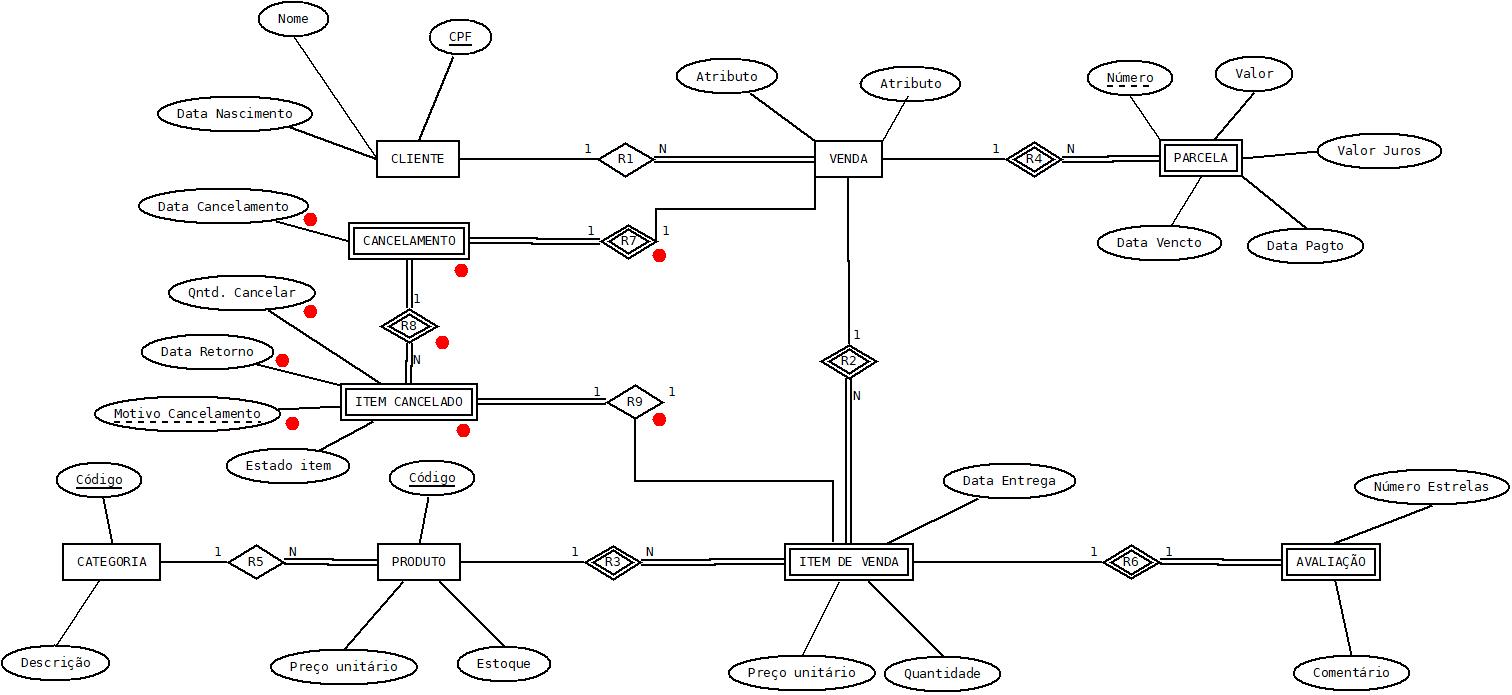 Nome
CPF
Atributo
Atributo
Número
Valor
Data Nascimento
CLIENTE
1
R1
N
VENDA
1
R4
N
PARCELA
Valor Juros
Data Cancelamento
CANCELAMENTO
1
R7
1
Data Vencto
Data Pagto
Qntd. Cancelar
1
R8
N
Data Retorno
1
R2
N
Motivo Cancelamento
ITEM CANCELADO
1
R9
1
Estado item
Código
Código
Data Entrega
Número Estrelas
CATEGORIA
1
R5
N
PRODUTO
1
R3
N
ITEM DE VENDA
1
R6
1
AVALIAÇÃO
Descrição
Preço unitário
Estoque
Preço unitário
Quantidade
Comentário